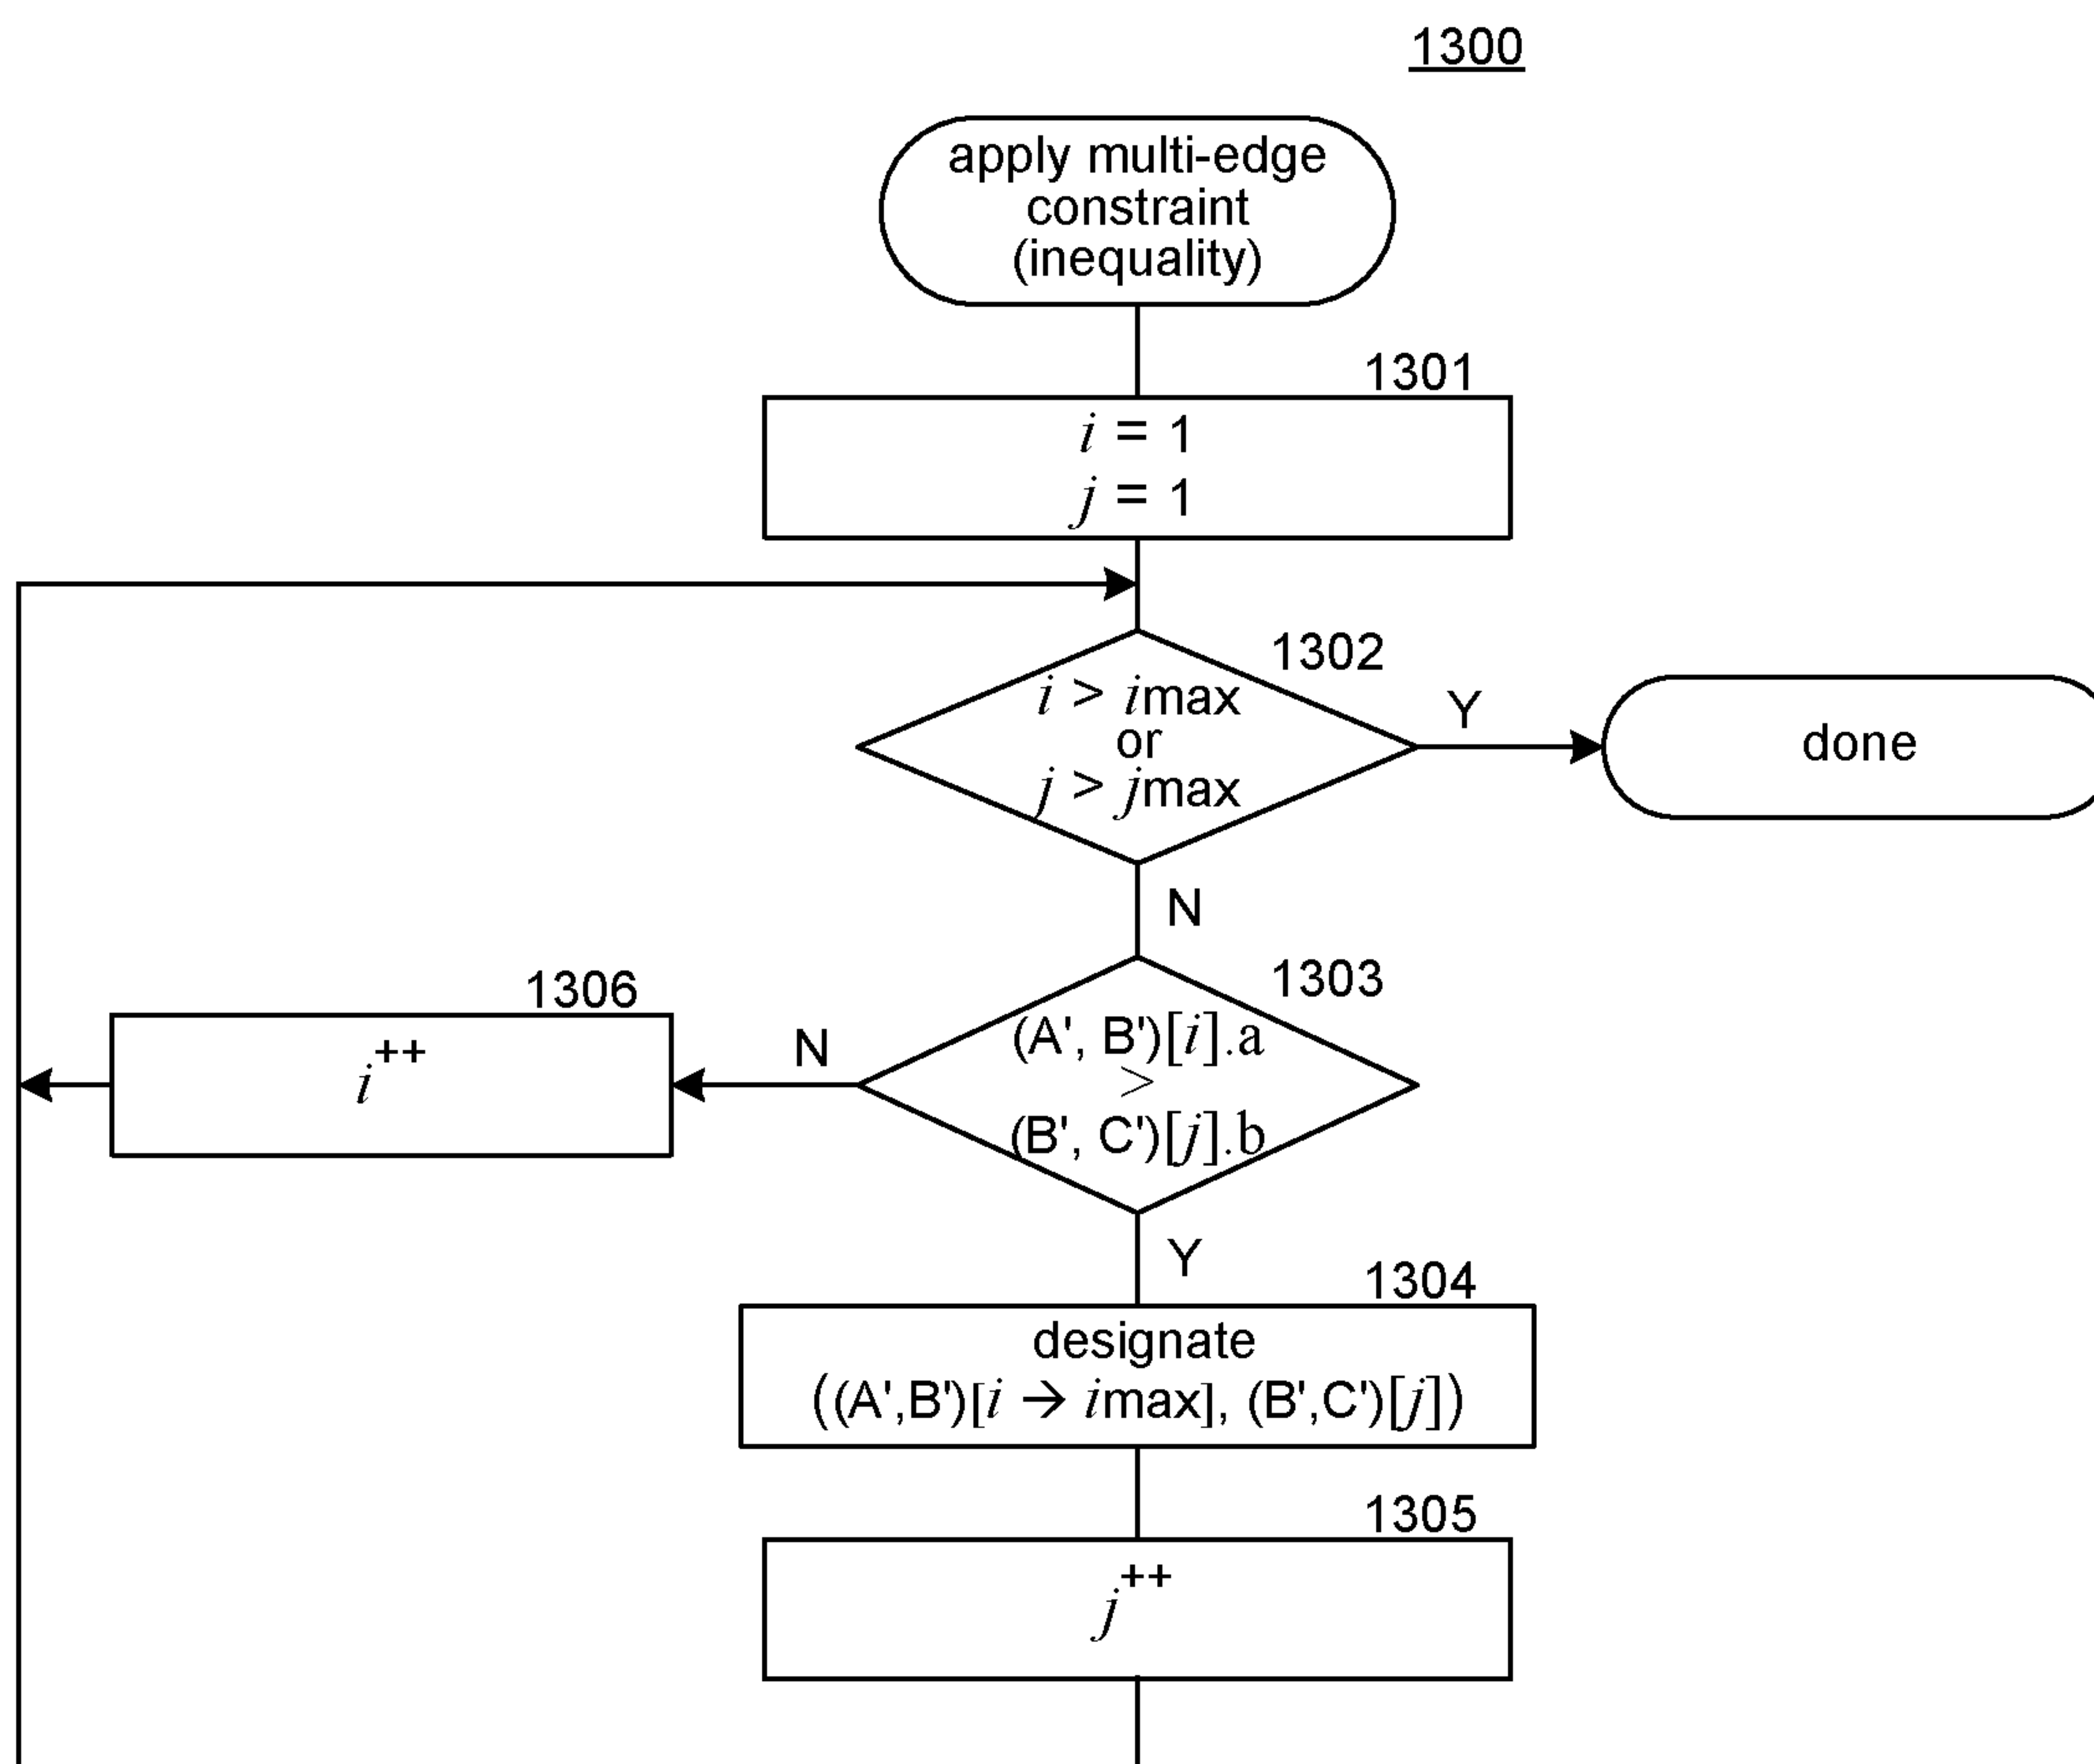 1300
apply multi-edge
constraint
(inequality)
1301
i = 1
j = 1
1302
i > imax
or
j > jmax
Y
done
N
1303
(A', B')[i].a
>
(B', C')[j].b
N
1306
i++
Y
1304
designate
((A',B')[i → imax], (B',C')[j])
1305
j++